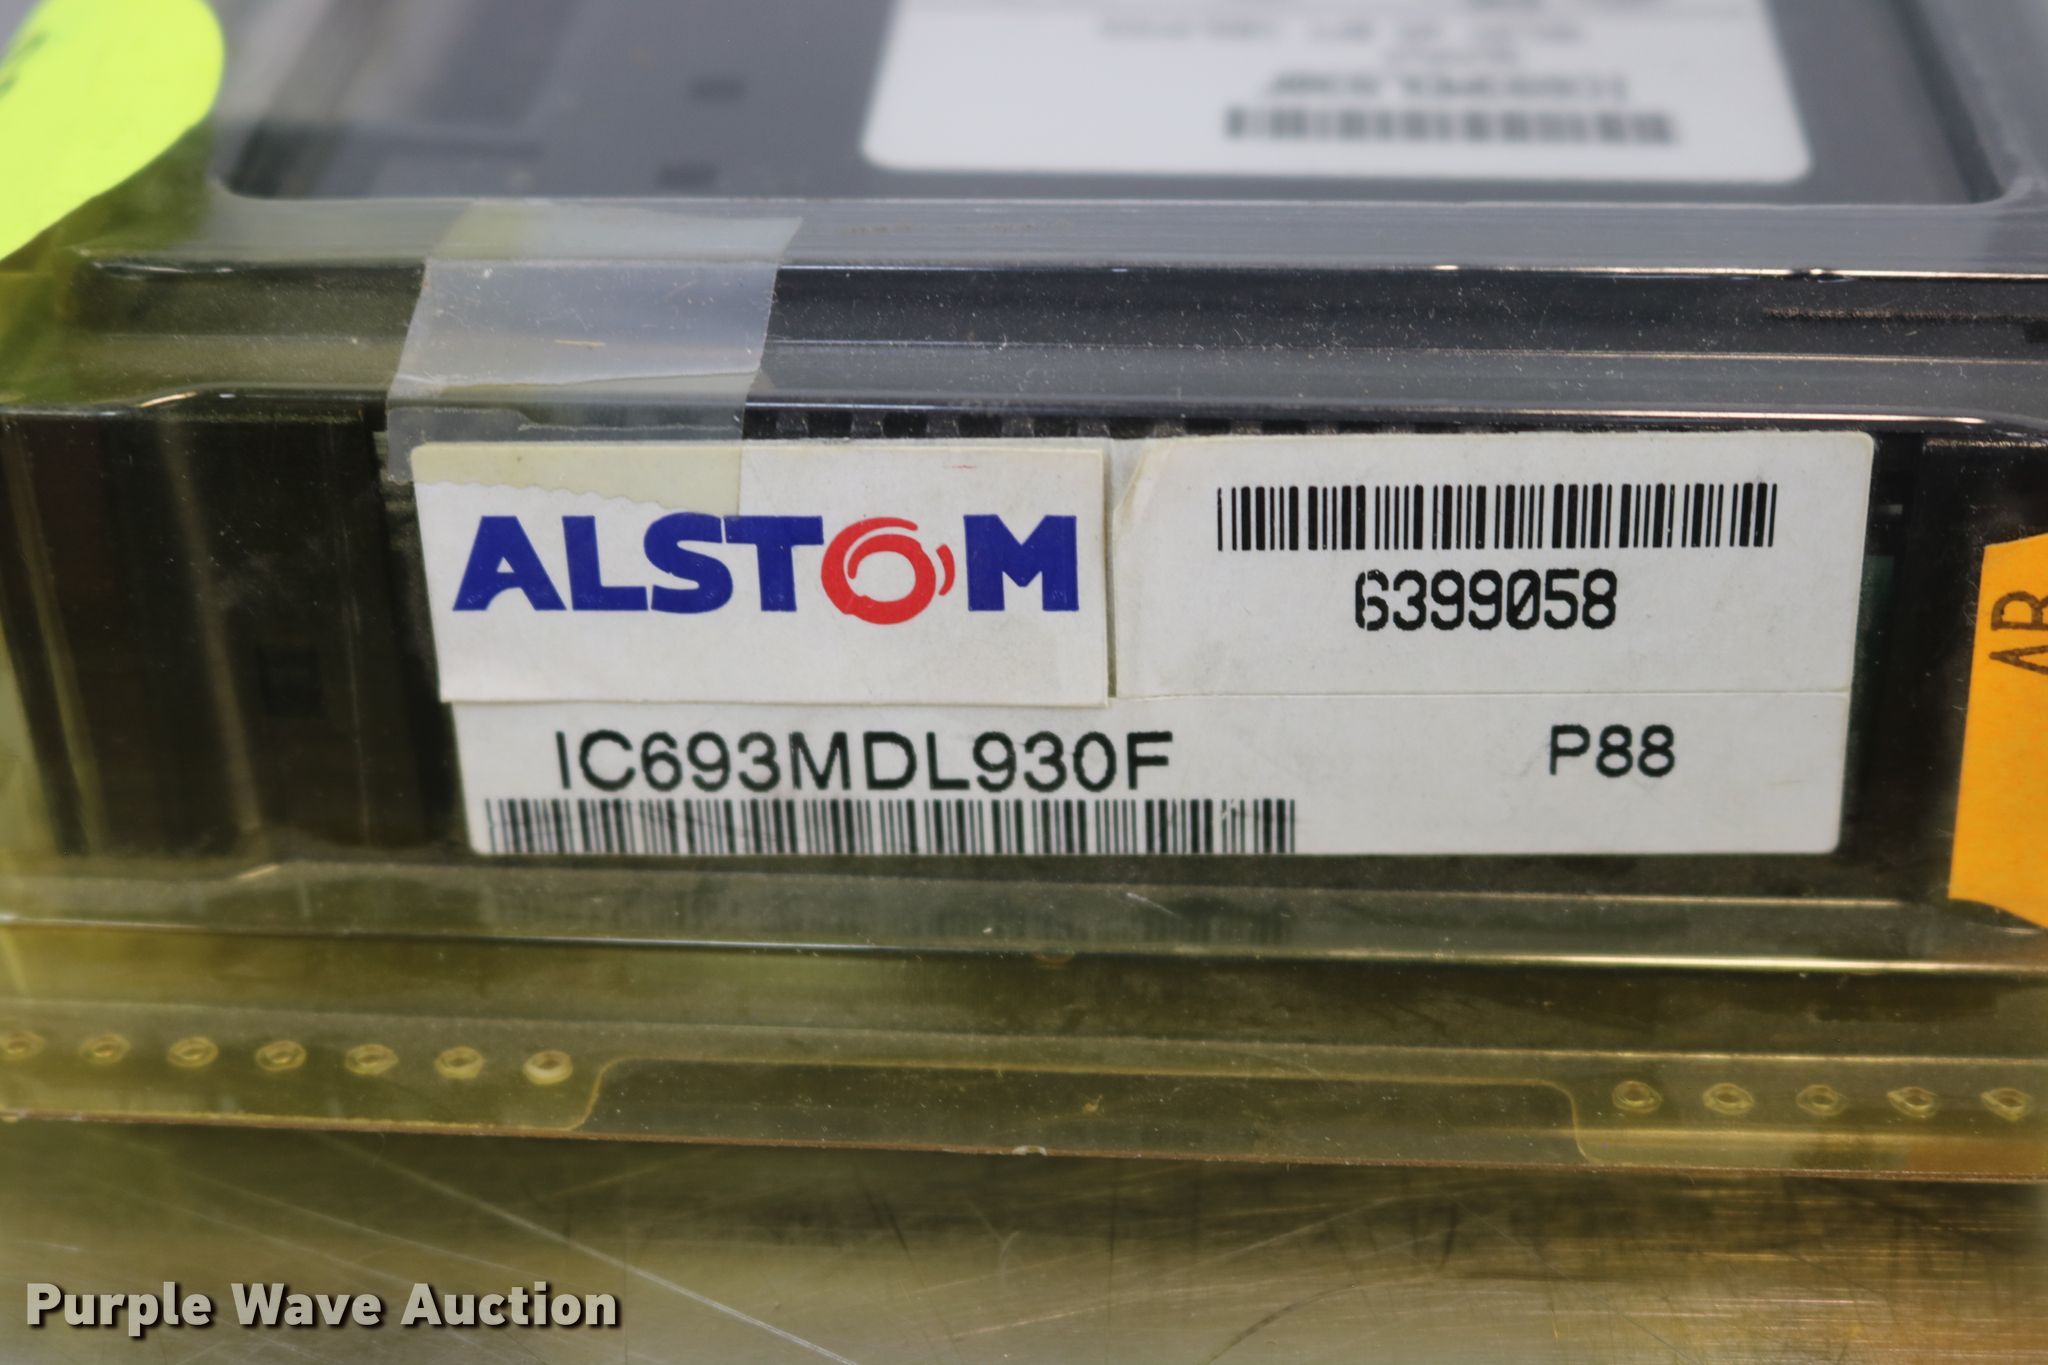 ALSTOM
6399058
IC693MDL930F
P88
AB
Purple Wave Auction